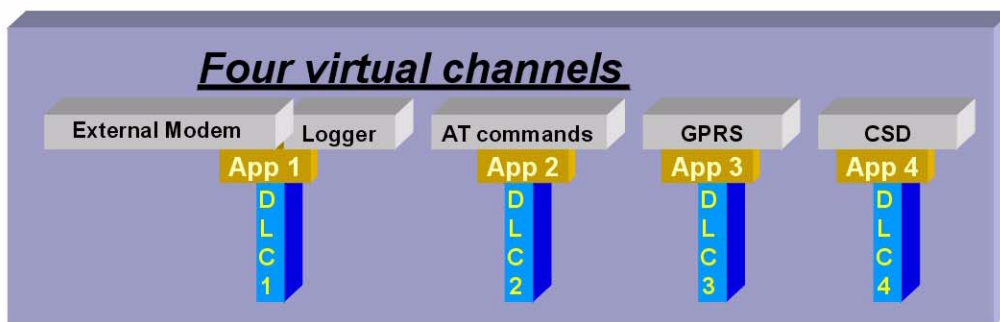 Four virtual channels
External Modem Logger AT commands GPRS CSD
App 1 App 2 App 3 App 4
D D D D
L L L L
C C C C
1 2 3 4